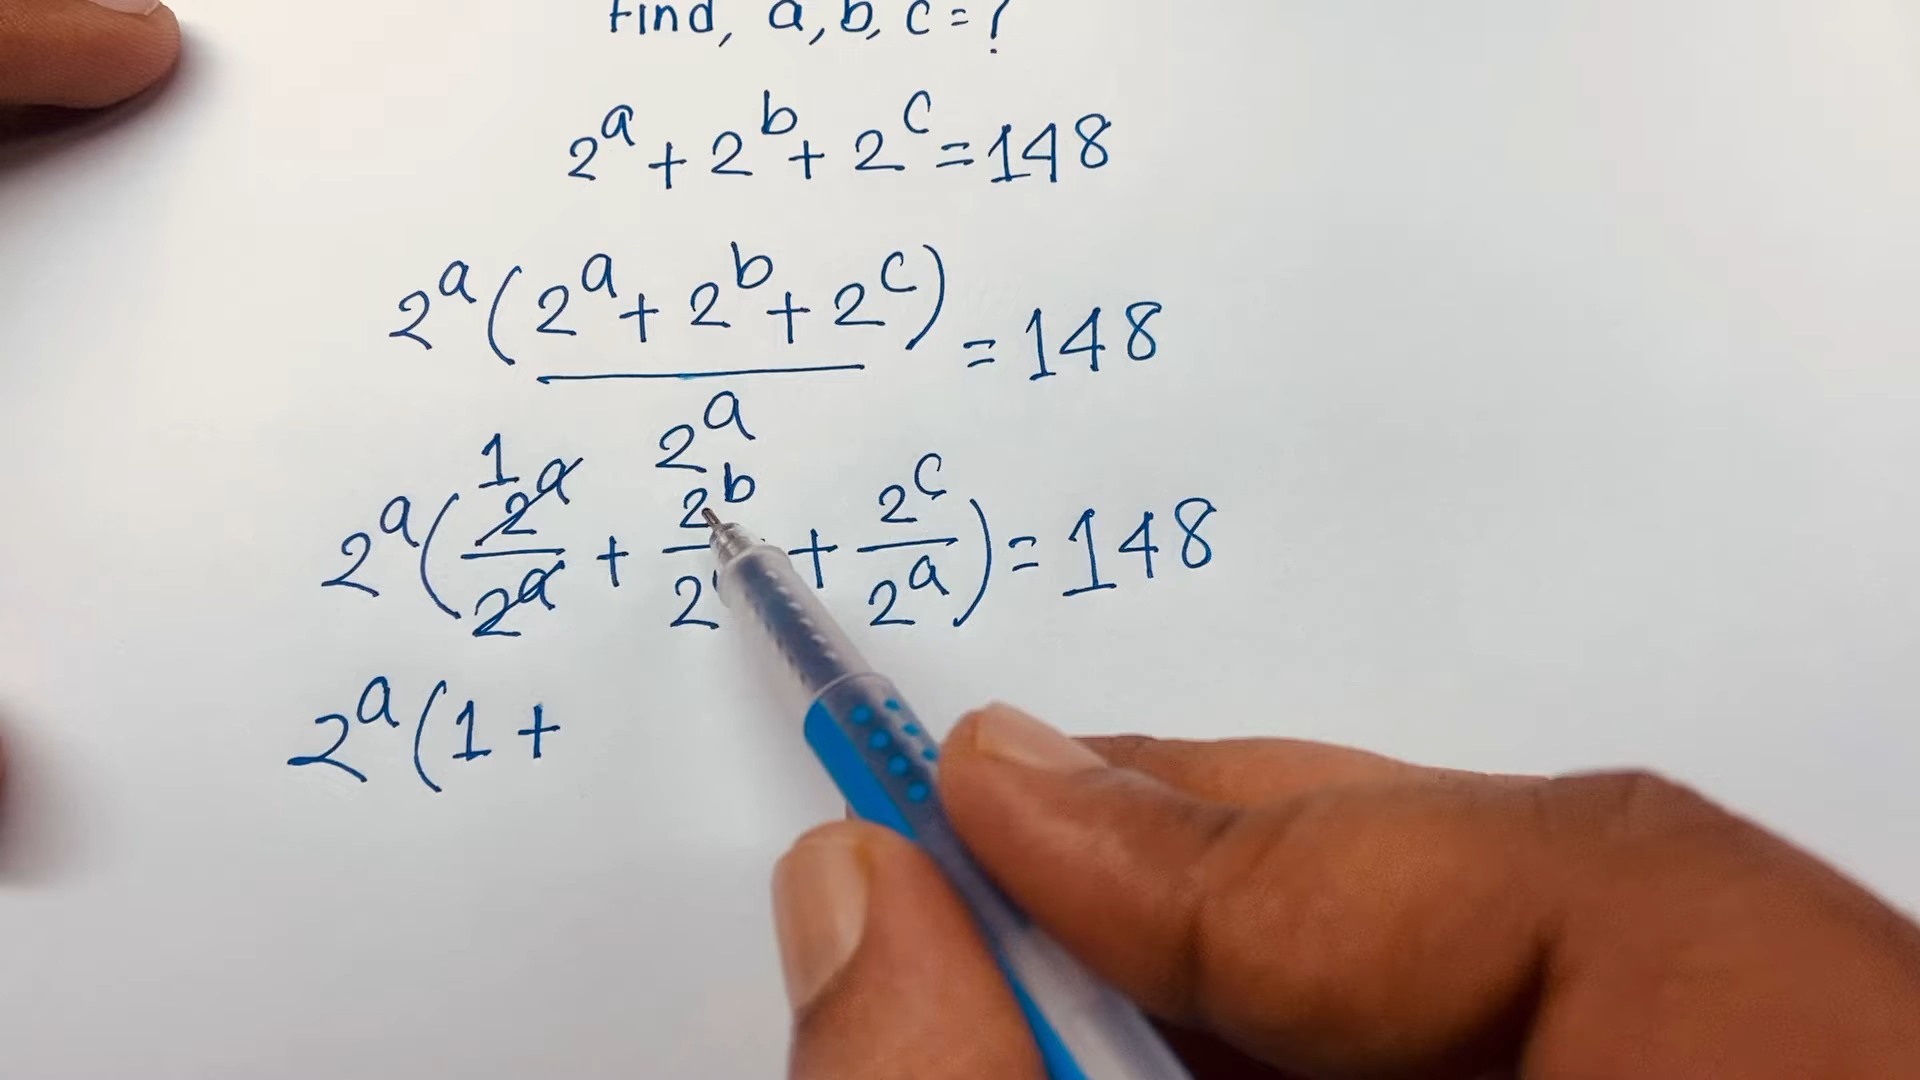 Find, a, b, c = ?
2^a + 2^b + 2^c = 148
2^a (2^a + 2^b + 2^c) = 148
2^a
1
2^a (2^a/2^a + 2^b/2 + 2^c/2^a) = 148
2^a (1 +